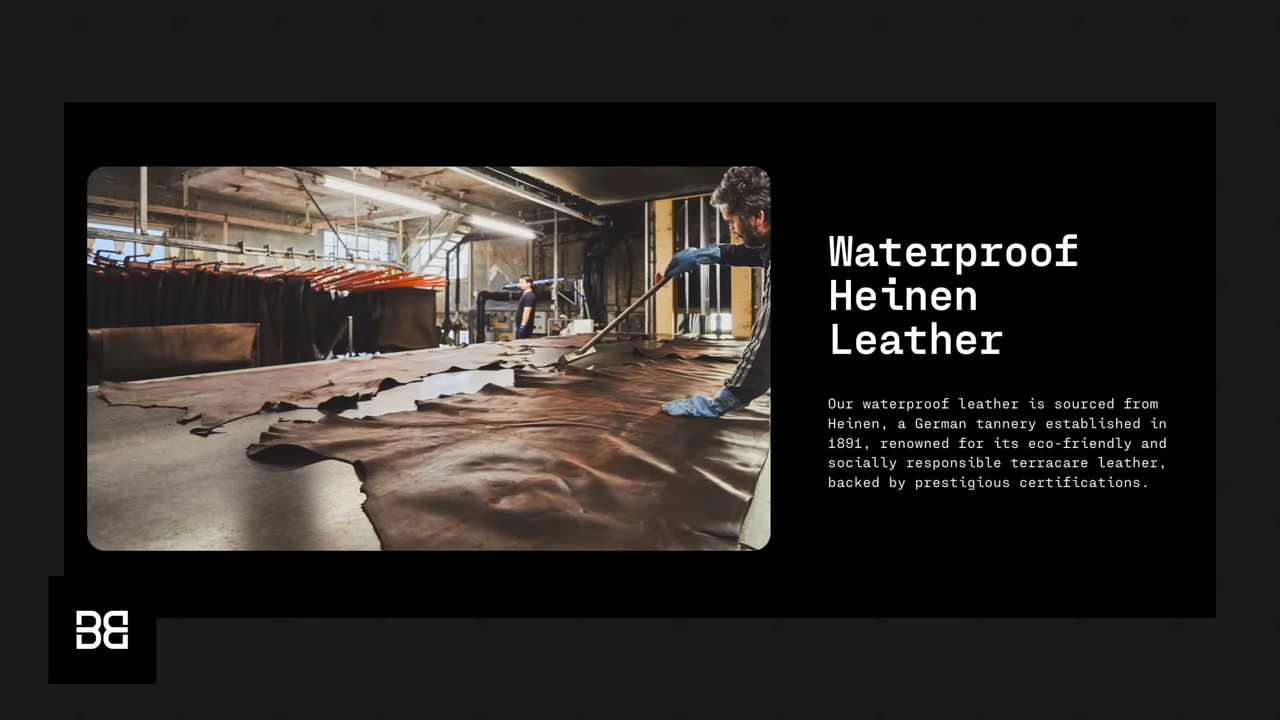 Waterproof
Heinen
Leather
Our waterproof leather is sourced from
Heinen, a German tannery established in
1891, renowned for its eco-friendly and
socially responsible terracare leather,
backed by prestigious certifications.